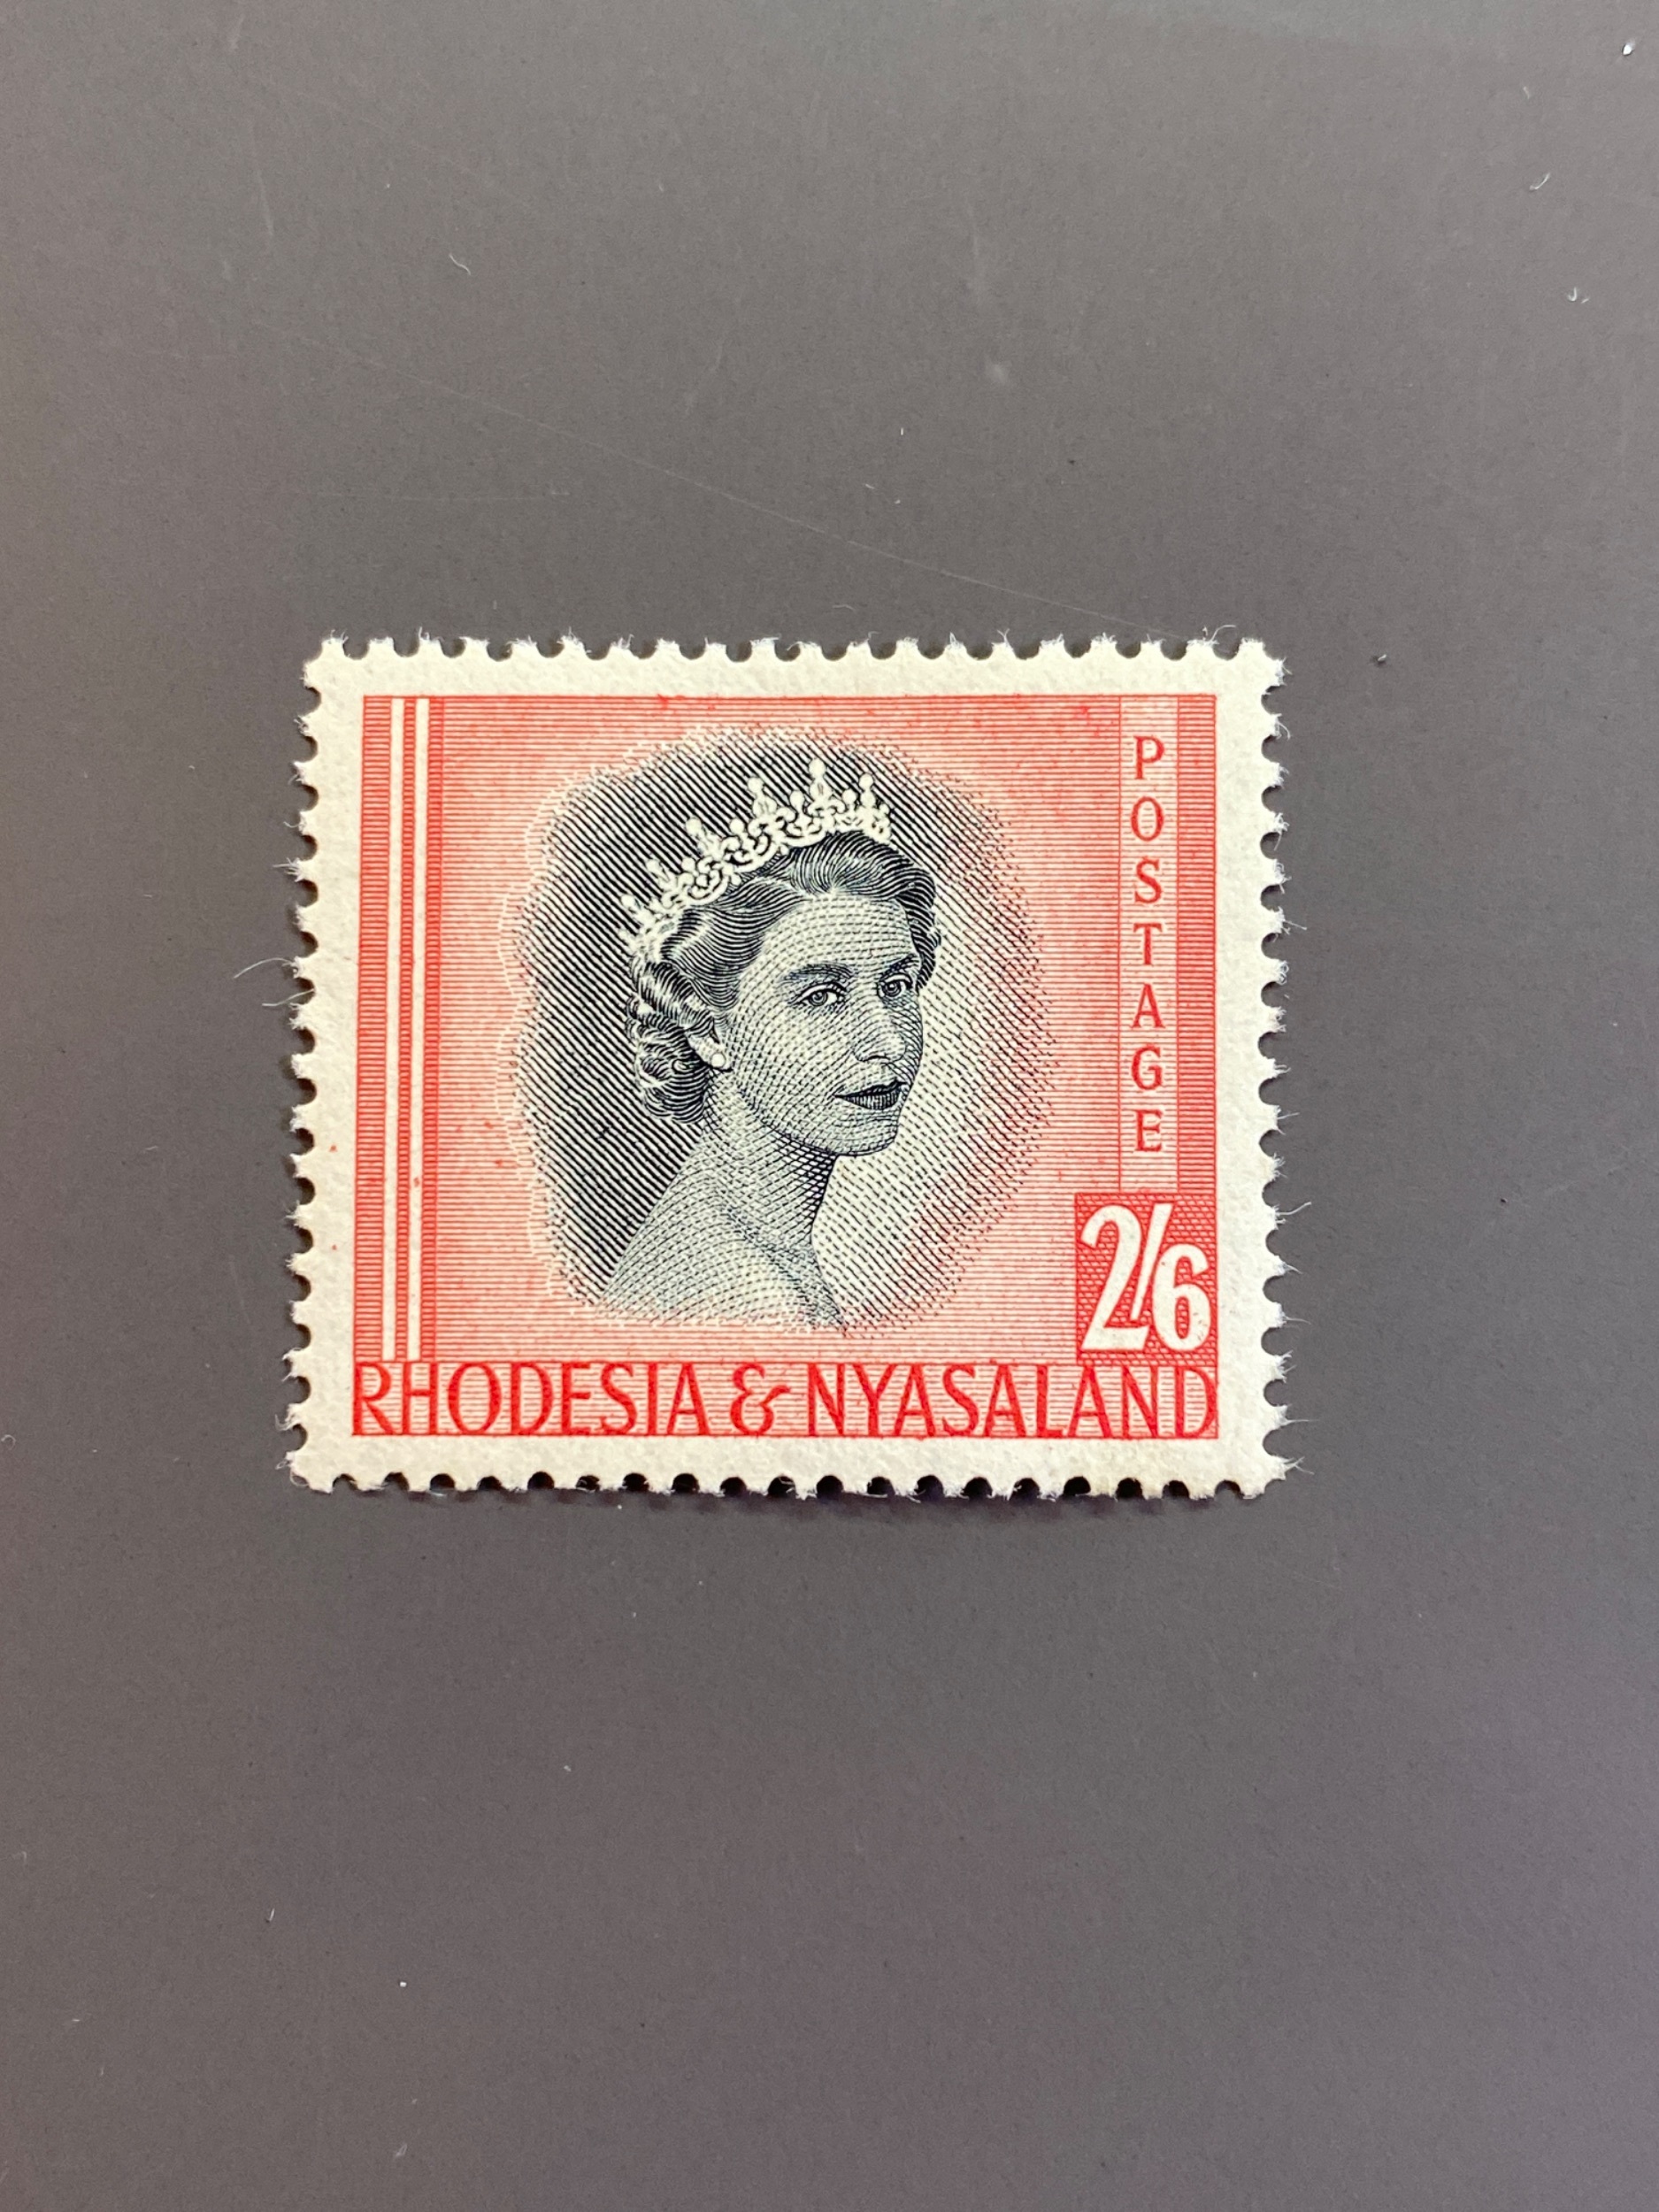 POSTAGE
2/6
RHODESIA & NYASALAND